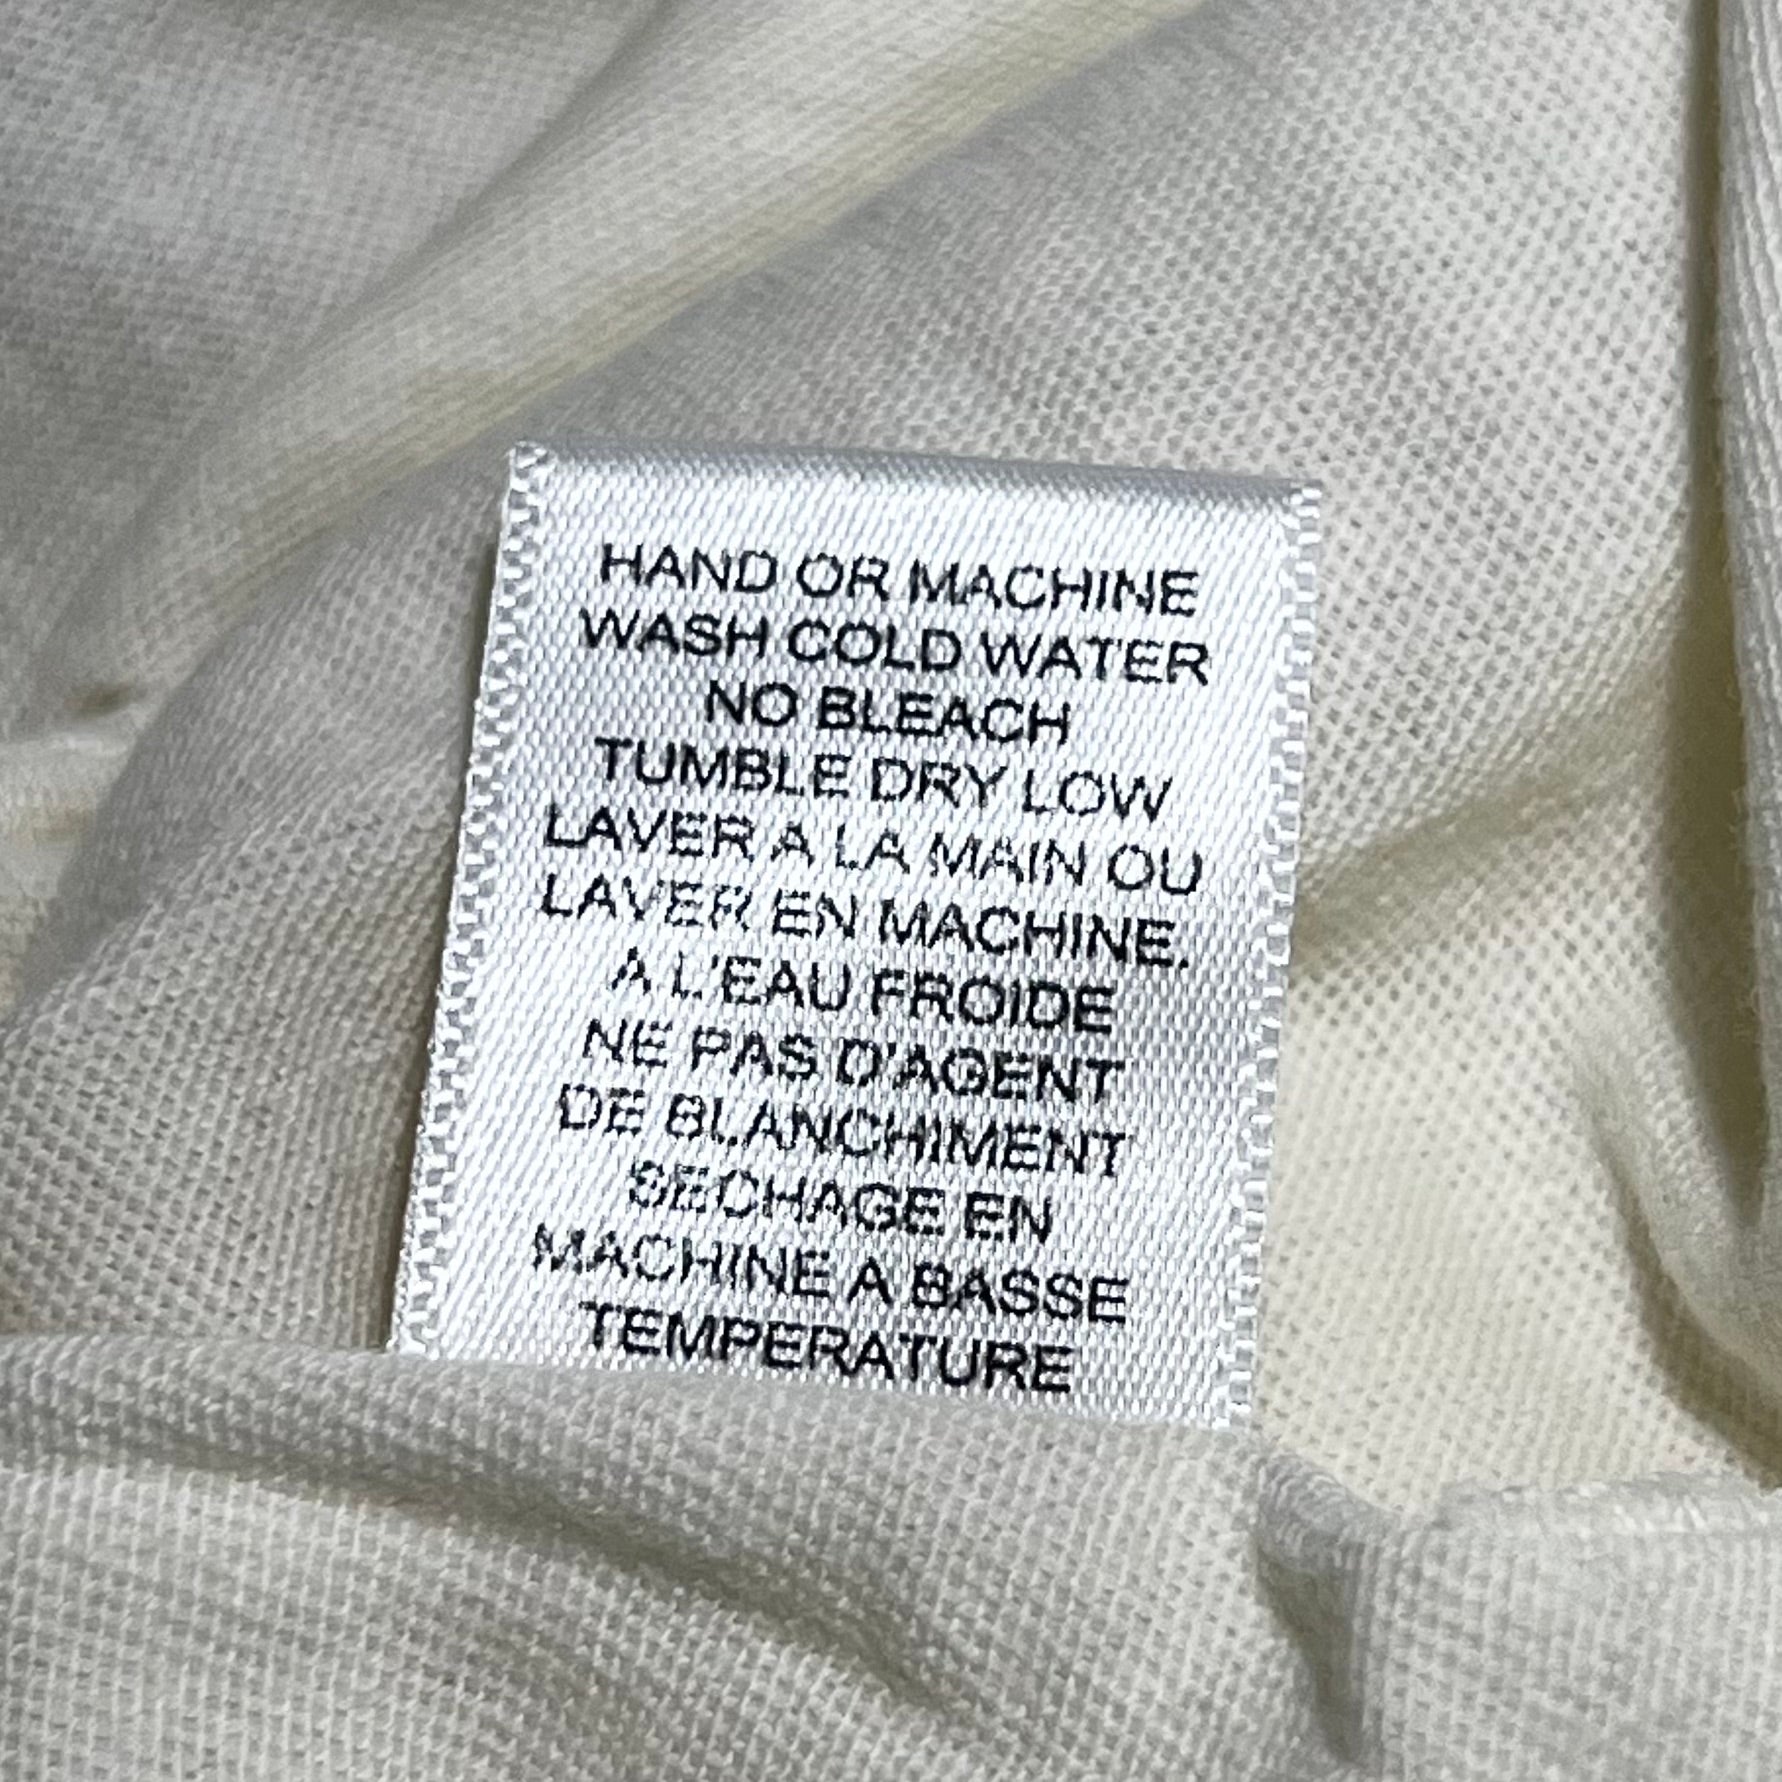 HAND OR MACHINE
WASH COLD WATER
NO BLEACH
TUMBLE DRY LOW
LAVER A LA MAIN OU
LAVER EN MACHINE.
A L'EAU FROIDE
NE PAS D'AGENT
DE BLANCHIMENT
SECHAGE EN
MACHINE A BASSE
TEMPERATURE